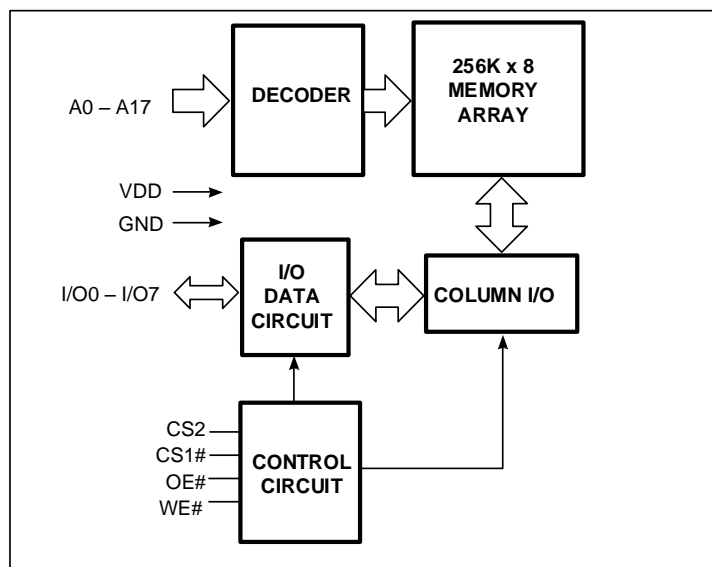 A0 – A17
DECODER
256K x 8
MEMORY
ARRAY
VDD
GND
I/O0 – I/O7
I/O
DATA
CIRCUIT
COLUMN I/O
CS2
CS1#
OE#
WE#
CONTROL
CIRCUIT